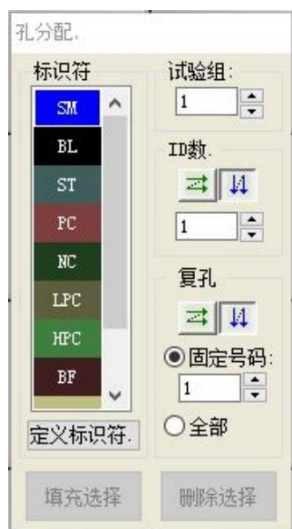 孔分配.
标识符
SM
BL
ST
PC
NC
LPC
HPC
BF
定义标识符.
试验组:
1
ID数.
1
复孔
固定号码:
1
全部
填充选择
删除选择